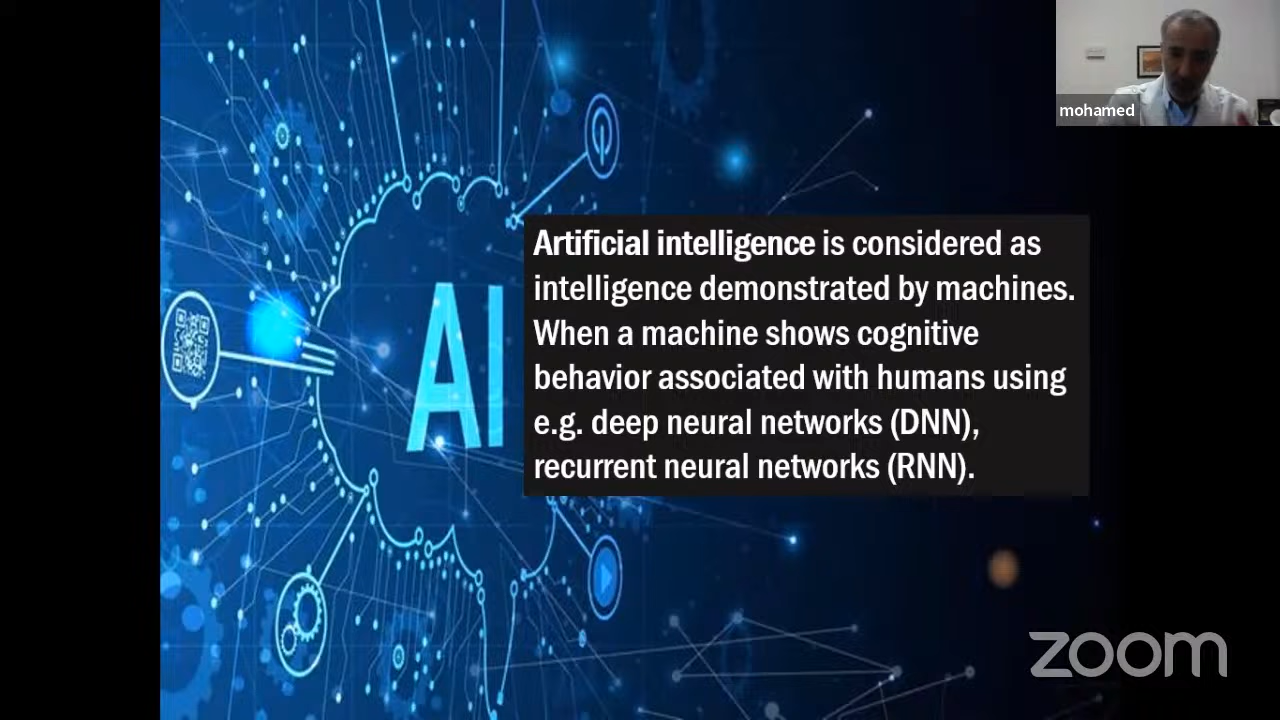 mohamed
AI
Artificial intelligence is considered as
intelligence demonstrated by machines.
When a machine shows cognitive
behavior associated with humans using
e.g. deep neural networks (DNN),
recurrent neural networks (RNN).
zoom